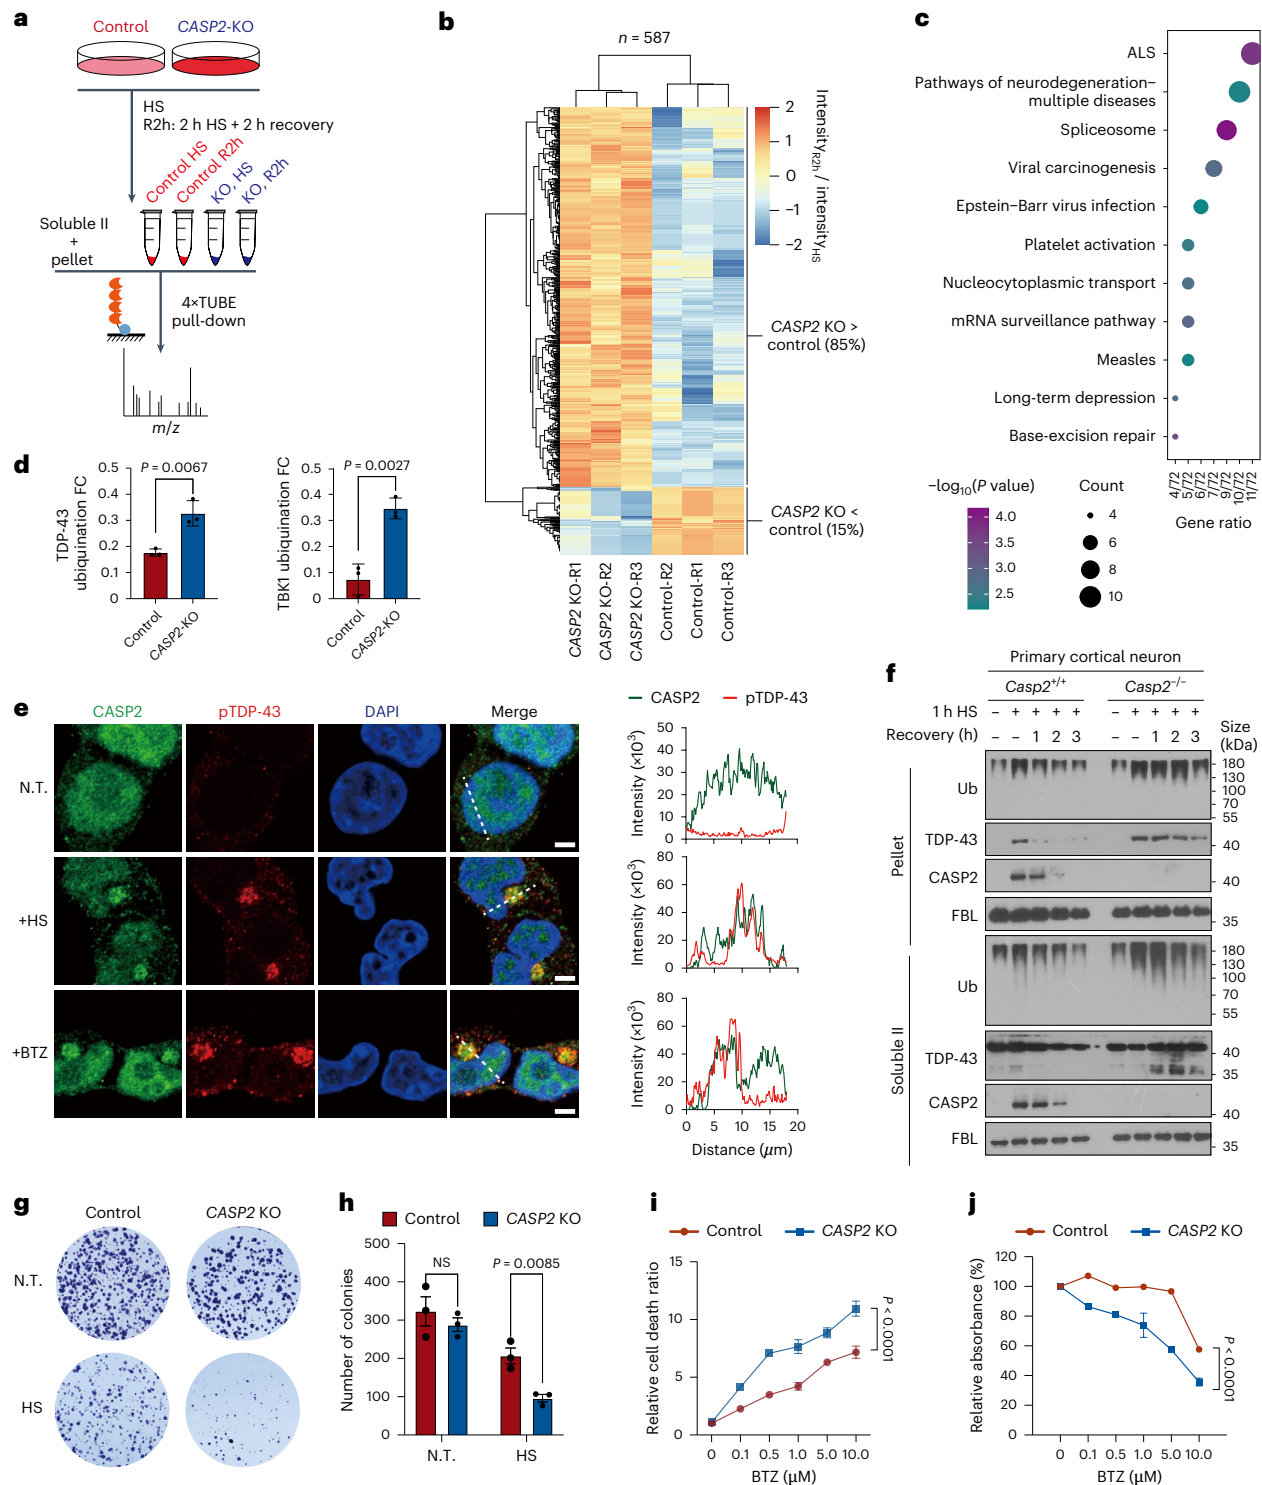 a
Control
CASP2-KO
HS
R2h: 2 h HS + 2 h recovery
Control HS
Control R2h
KO, HS
KO, R2h
Soluble II
+
pellet
4×TUBE
pull-down
m/z
b
n = 587
2
1
0
−1
−2
Intensity_R2h / intensity_HS
CASP2 KO >
control (85%)
CASP2 KO <
control (15%)
CASP2 KO-R1
CASP2 KO-R2
CASP2 KO-R3
Control-R2
Control-R1
Control-R3
c
ALS
Pathways of neurodegeneration−
multiple diseases
Spliceosome
Viral carcinogenesis
Epstein−Barr virus infection
Platelet activation
Nucleocytoplasmic transport
mRNA surveillance pathway
Measles
Long-term depression
Base-excision repair
4/72
5/72
6/72
7/72
9/72
10/72
11/72
Gene ratio
−log10(P value)
4.0
3.5
3.0
2.5
Count
4
6
8
10
d
TDP-43
ubiquination FC
0.5
0.4
0.3
0.2
0.1
0
P = 0.0067
Control
CASP2-KO
TBK1 ubiquination FC
0.5
0.4
0.3
0.2
0.1
0
P = 0.0027
Control
CASP2-KO
e
CASP2
pTDP-43
DAPI
Merge
N.T.
+HS
+BTZ
CASP2
pTDP-43
Intensity (×10³)
50
40
30
20
10
0
Intensity (×10³)
80
60
40
20
0
Intensity (×10³)
80
60
40
20
0
0 5 10 15 20
Distance (μm)
f
Primary cortical neuron
Casp2+/+
Casp2−/−
1 h HS − + + + + − + + + +
Recovery (h) − − 1 2 3 − − 1 2 3
Size
(kDa)
Pellet
Ub
180
130
100
70
55
TDP-43
40
CASP2
40
FBL
35
Soluble II
Ub
180
130
100
70
55
TDP-43
40
35
CASP2
40
FBL
35
g
Control
CASP2 KO
N.T.
HS
h
Control
CASP2 KO
Number of colonies
500
400
300
200
100
0
NS
P = 0.0085
N.T.
HS
i
Control
CASP2 KO
Relative cell death ratio
15
10
5
0
P < 0.0001
0 0.1 0.5 1.0 5.0 10.0
BTZ (μM)
j
Control
CASP2 KO
Relative absorbance (%)
120
100
80
60
40
20
0
P < 0.0001
0 0.1 0.5 1.0 5.0 10.0
BTZ (μM)